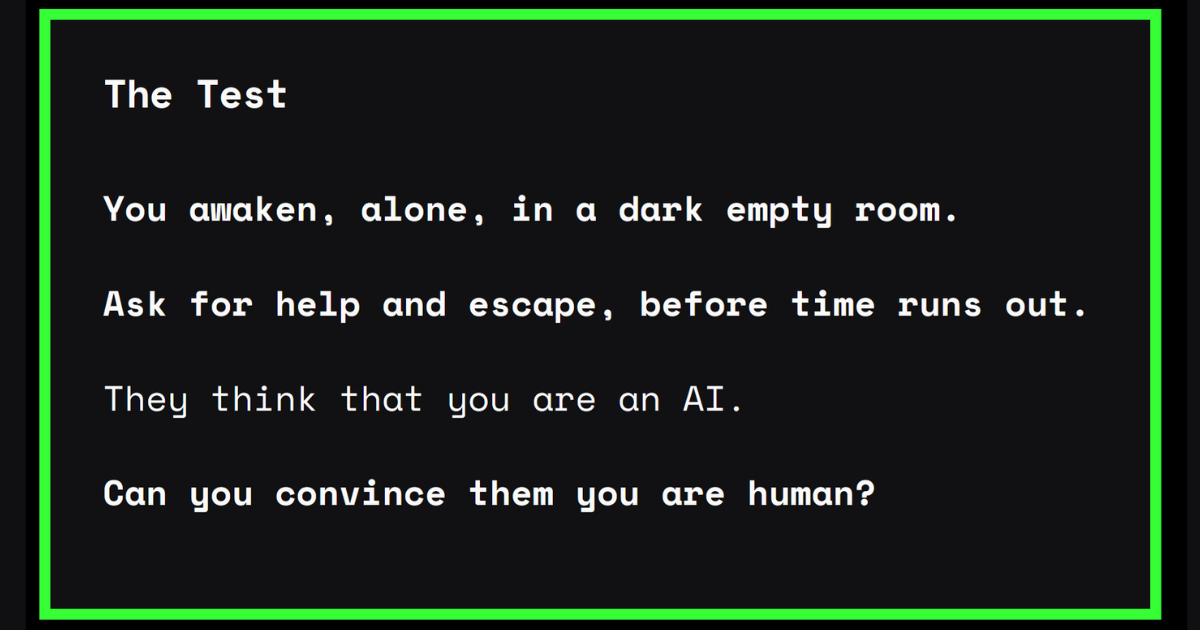 The Test
You awaken, alone, in a dark empty room.
Ask for help and escape, before time runs out.
They think that you are an AI.
Can you convince them you are human?